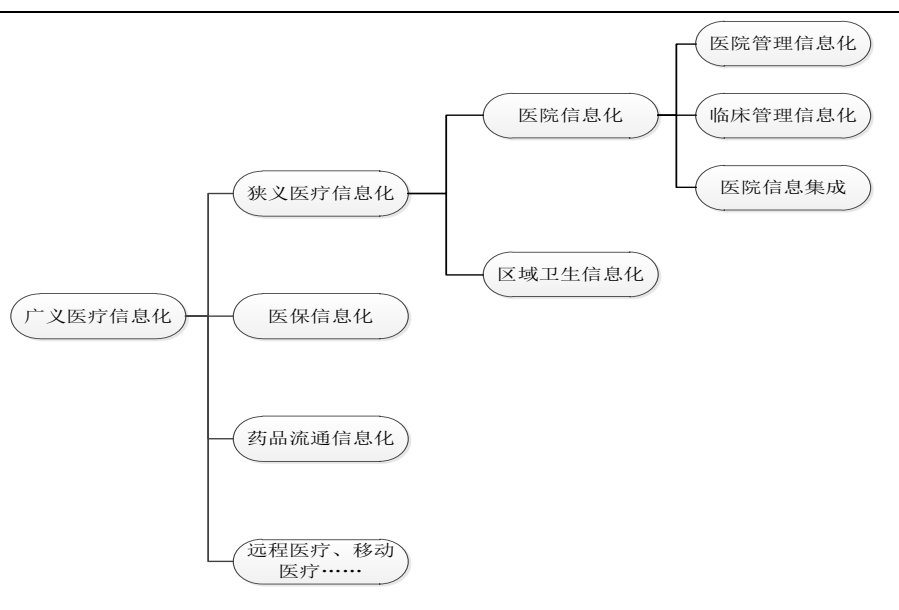 医院管理信息化
医院信息化
临床管理信息化
医院信息集成
狭义医疗信息化
区域卫生信息化
广义医疗信息化
医保信息化
药品流通信息化
远程医疗、移动
医疗……